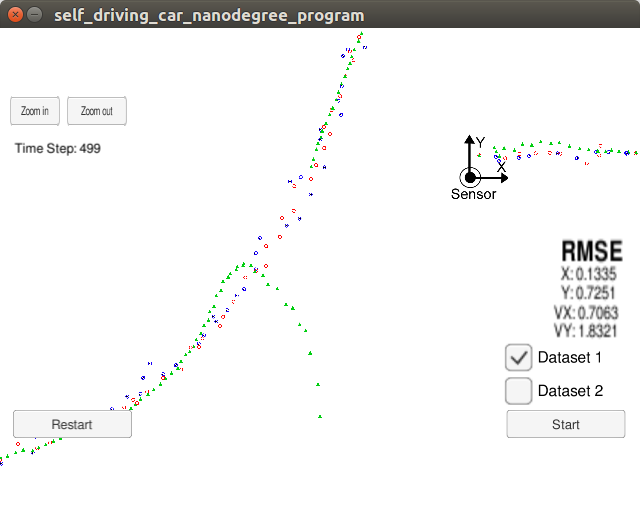 self_driving_car_nanodegree_program
Zoom in
Zoom out
Time Step: 499
Y
X
Sensor
RMSE
X: 0.1335
Y: 0.7251
VX: 0.7063
VY: 1.8321
Dataset 1
Dataset 2
Restart
Start